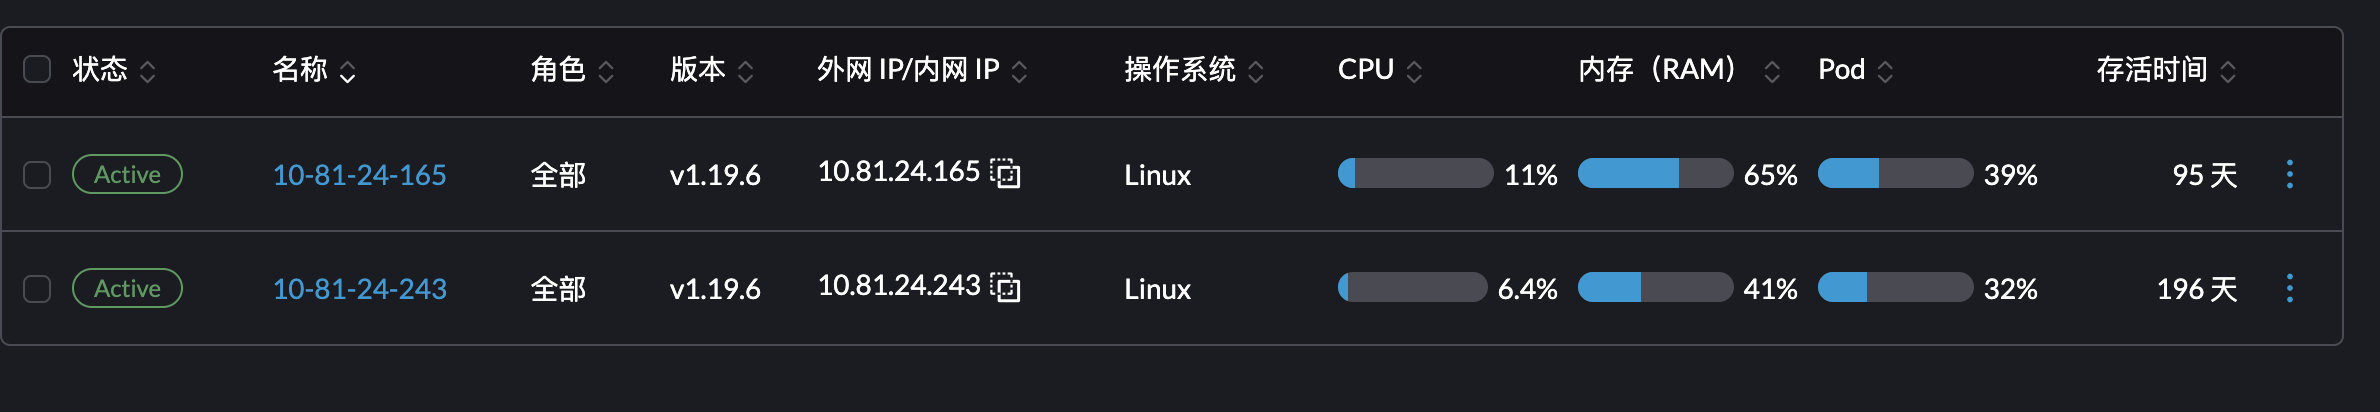 状态 名称 角色 版本 外网 IP/内网 IP 操作系统 CPU 内存（RAM） Pod 存活时间
Active 10-81-24-165 全部 v1.19.6 10.81.24.165 Linux 11% 65% 39% 95 天
Active 10-81-24-243 全部 v1.19.6 10.81.24.243 Linux 6.4% 41% 32% 196 天